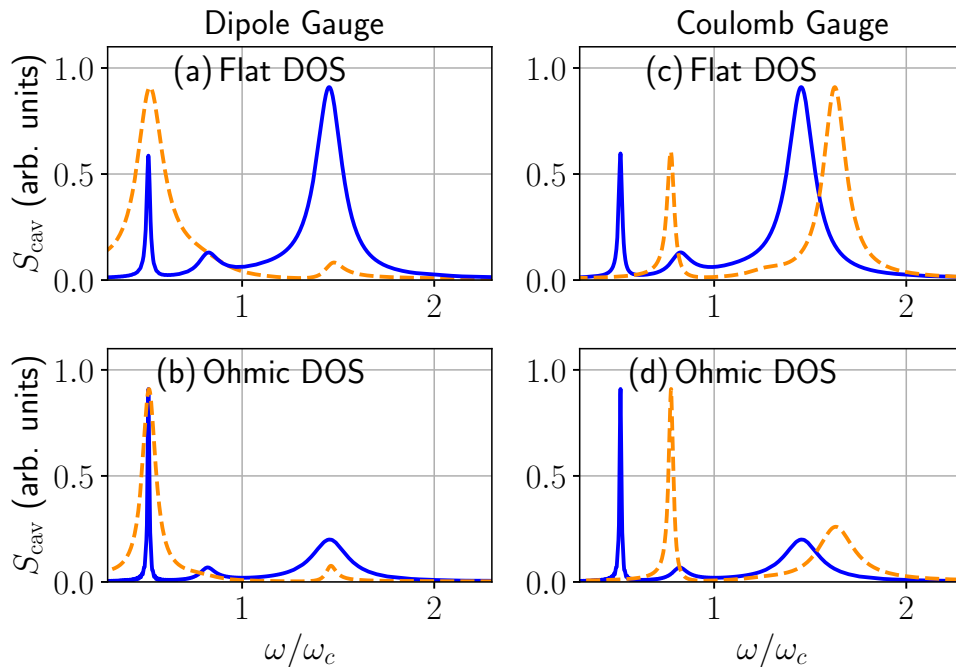 Dipole Gauge
Coulomb Gauge
(a) Flat DOS
(c) Flat DOS
1.0
0.5
0.0
1.0
0.5
0.0
S_cav (arb. units)
1
2
1
2
(b) Ohmic DOS
(d) Ohmic DOS
1.0
0.5
0.0
1.0
0.5
0.0
S_cav (arb. units)
1
2
1
2
ω/ω_c
ω/ω_c